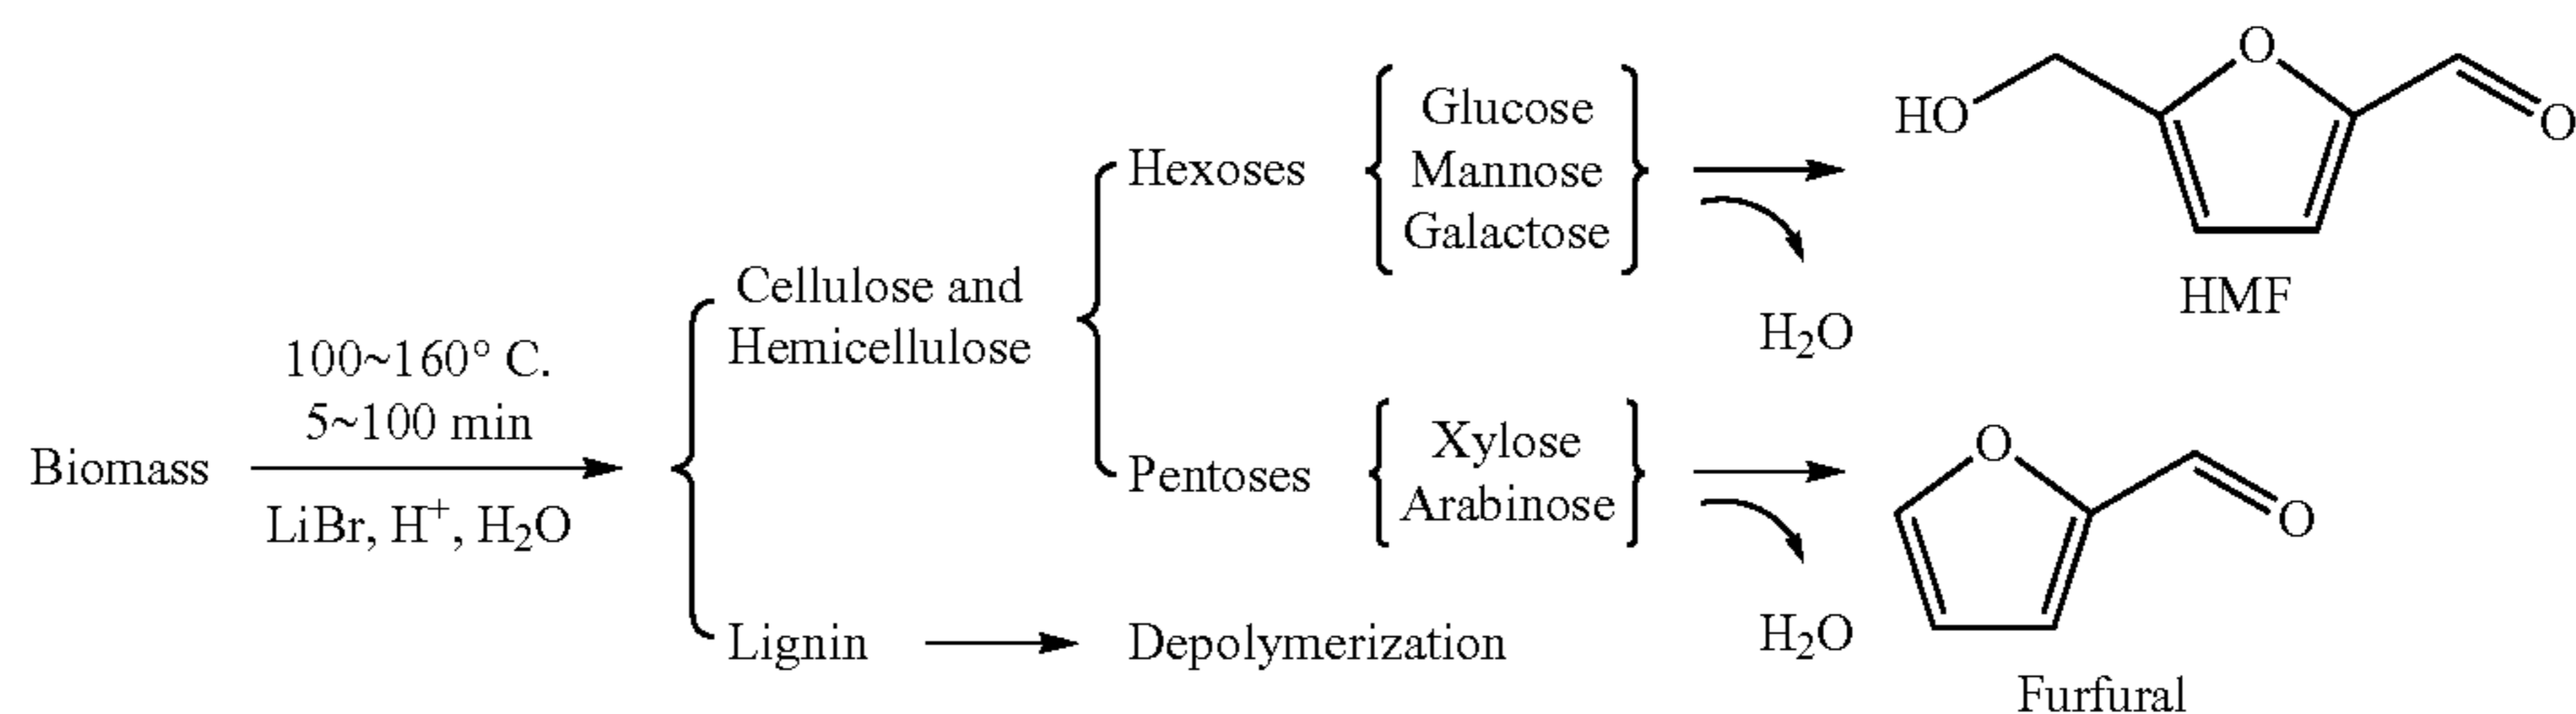 Biomass
100~160° C.
5~100 min
LiBr, H⁺, H₂O
Cellulose and
Hemicellulose
Lignin
Depolymerization
Hexoses
Glucose
Mannose
Galactose
H₂O
HO
O
O
HMF
Pentoses
Xylose
Arabinose
H₂O
O
O
Furfural